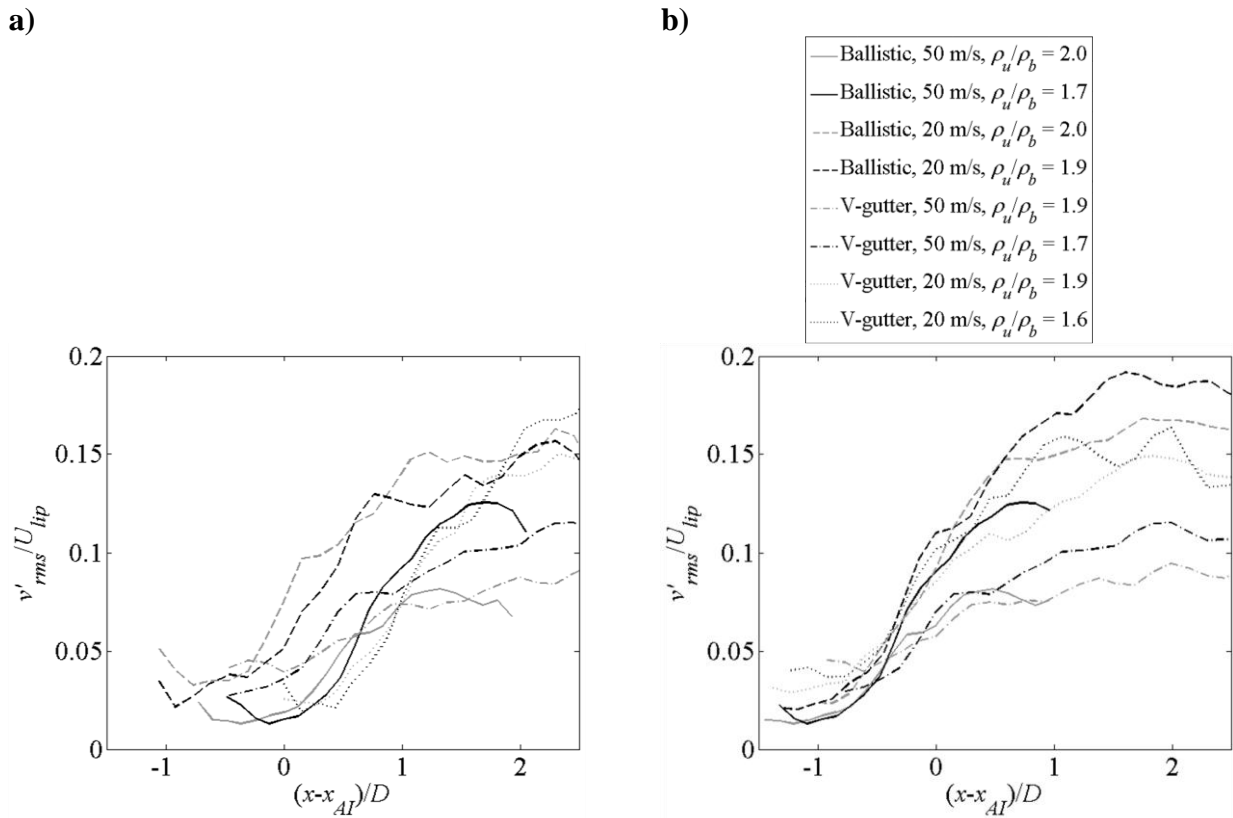 a)
b)
Ballistic, 50 m/s, ρu/ρb = 2.0
Ballistic, 50 m/s, ρu/ρb = 1.7
Ballistic, 20 m/s, ρu/ρb = 2.0
Ballistic, 20 m/s, ρu/ρb = 1.9
V-gutter, 50 m/s, ρu/ρb = 1.9
V-gutter, 50 m/s, ρu/ρb = 1.7
V-gutter, 20 m/s, ρu/ρb = 1.9
V-gutter, 20 m/s, ρu/ρb = 1.6
0.2
0.15
0.1
0.05
0
v'rms/Ulip
-1 0 1 2
(x-xAI)/D
0.2
0.15
0.1
0.05
0
v'rms/Ulip
-1 0 1 2
(x-xAI)/D